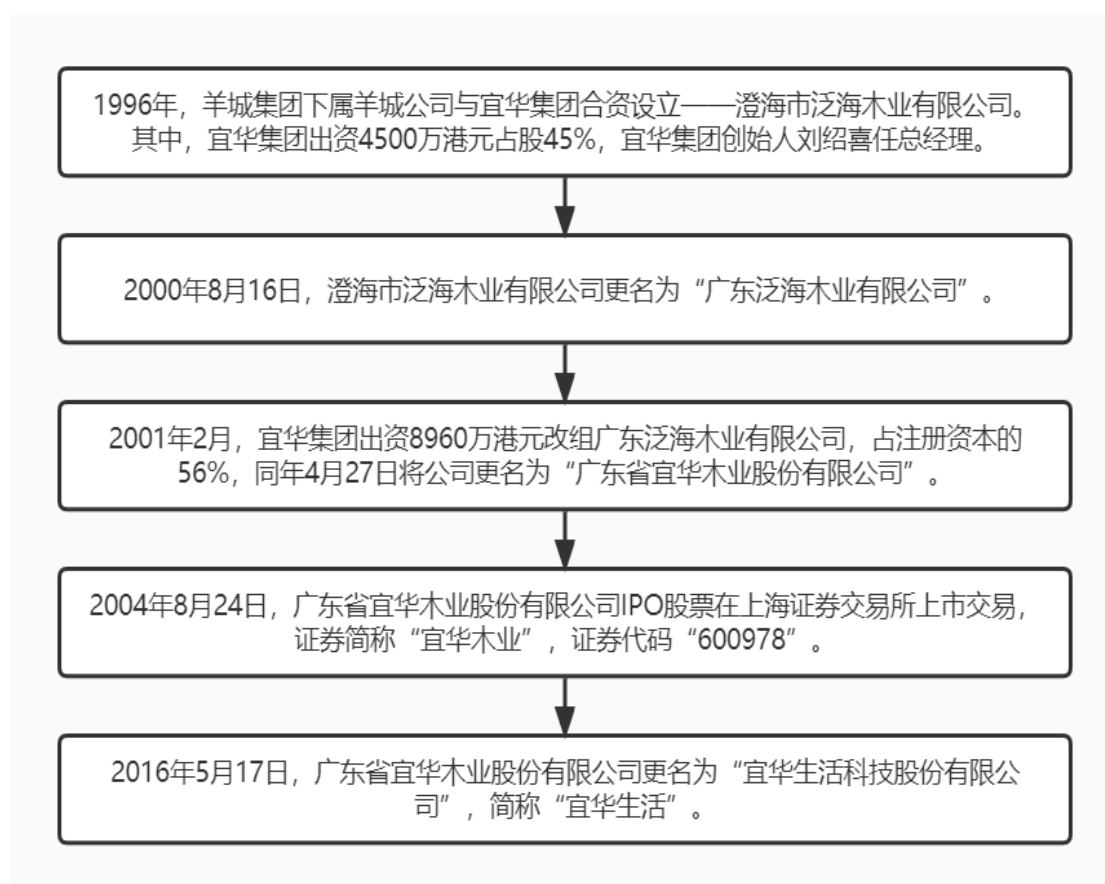 1996年，羊城集团下属羊城公司与宜华集团合资设立——澄海市泛海木业有限公司。
其中，宜华集团出资4500万港元占股45%，宜华集团创始人刘绍喜任总经理。
2000年8月16日，澄海市泛海木业有限公司更名为“广东泛海木业有限公司”。
2001年2月，宜华集团出资8960万港元改组广东泛海木业有限公司，占注册资本的
56%，同年4月27日将公司更名为“广东省宜华木业股份有限公司”。
2004年8月24日，广东省宜华木业股份有限公司IPO股票在上海证券交易所上市交易，
证券简称“宜华木业”，证券代码“600978”。
2016年5月17日，广东省宜华木业股份有限公司更名为“宜华生活科技股份有限公
司”，简称“宜华生活”。